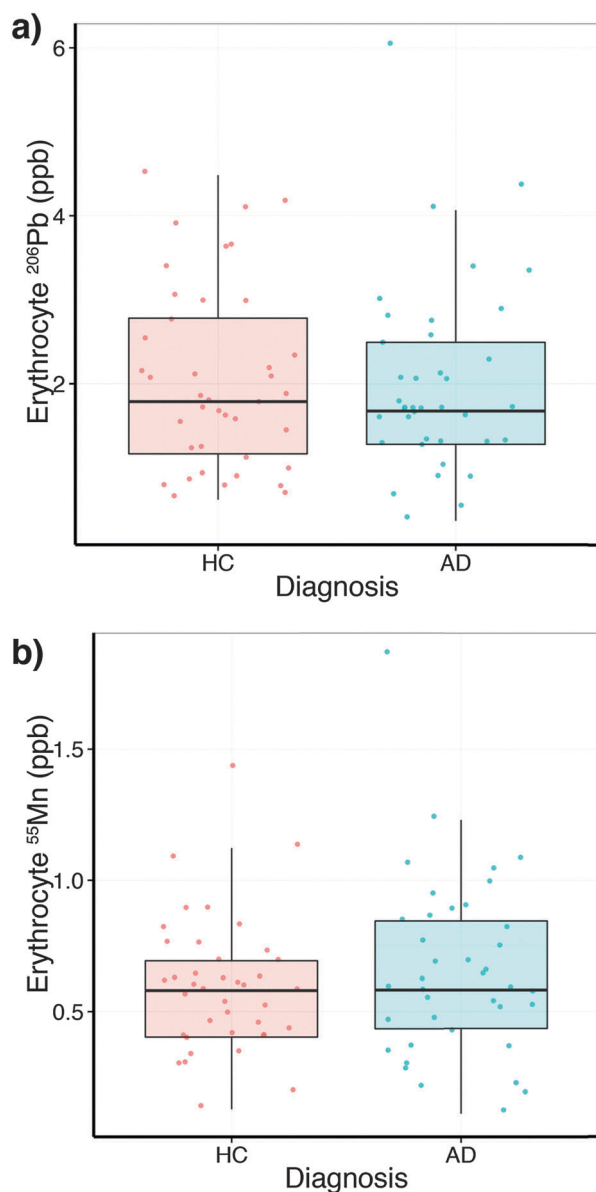 a)
Erythrocyte ²⁰⁶Pb (ppb)
6
4
2
HC
AD
Diagnosis
b)
Erythrocyte ⁵⁵Mn (ppb)
1.5
1.0
0.5
HC
AD
Diagnosis